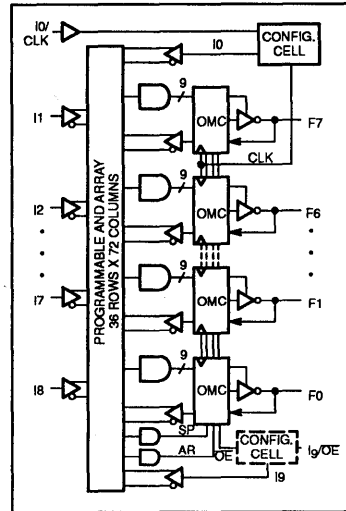 I0/
CLK
I0
CONFIG.
CELL
9
I1
OMC
F7
CLK
9
I2
OMC
F6
PROGRAMMABLE AND ARRAY
36 ROWS X 72 COLUMNS
9
I7
OMC
F1
9
I8
OMC
F0
SP
AR
OE
CONFIG.
CELL
I9/OE
I9